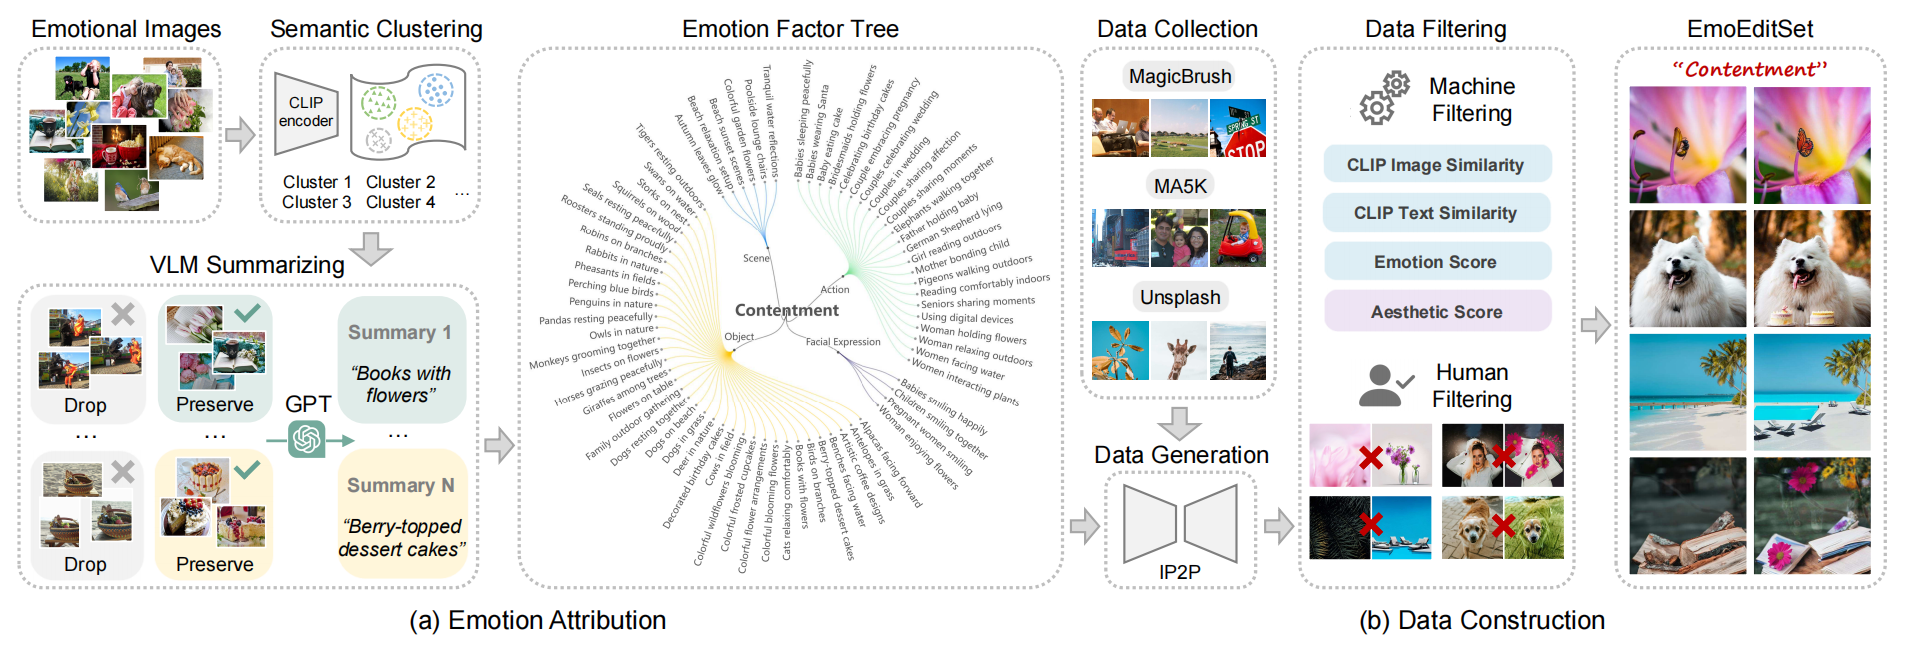 Emotional Images
Semantic Clustering
CLIP
encoder
Cluster 1
Cluster 2
Cluster 3
Cluster 4
...
VLM Summarizing
Drop
Preserve
Summary 1
“Books with
flowers”
...
...
GPT
...
Drop
Preserve
Summary N
“Berry-topped
dessert cakes”
Emotion Factor Tree
Contentment
Scene
Action
Object
Facial Expression
Autumn leaves glow
Beach relaxation setup
Beach sunset scenes
Colorful garden flowers
Poolside lounge chairs
Tranquil water reflections
Babies sleeping peacefully
Babies wearing Santa
Baby eating cake
Bridesmaids holding flowers
Celebrating birthday cakes
Couple embracing pregnancy
Couples celebrating wedding
Couples in wedding
Couples sharing affection
Couples sharing moments
Elephants walking together
Father holding baby
German Shepherd lying
Girl reading outdoors
Mother bonding child
Pigeons walking outdoors
Reading comfortably indoors
Seniors sharing moments
Using digital devices
Woman holding flowers
Woman relaxing outdoors
Women facing water
Women interacting plants
Babies smiling happily
Children smiling together
Pregnant women smiling
Woman enjoying flowers
Tigers resting outdoors
Swans on water
Storks on nest
Squirrels on wood
Seals resting peacefully
Roosters standing proudly
Robins on branches
Rabbits in nature
Pheasants in fields
Perching blue birds
Penguins in nature
Pandas resting peacefully
Owls in nature
Monkeys grooming together
Insects on flowers
Horses grazing peacefully
Giraffes among trees
Flowers on table
Family outdoor gathering
Dogs resting together
Dogs on beach
Dogs in grass
Deer in nature
Decorated birthday cakes
Cows in field
Colorful wildflowers blooming
Colorful frosted cupcakes
Colorful flower arrangements
Colorful blooming flowers
Cats relaxing comfortably
Books with flowers
Birds on branches
Berry-topped dessert cakes
Benches facing water
Artistic coffee designs
Antelopes in grass
Alpacas facing forward
Data Collection
MagicBrush
SPRING ST
STOP
MA5K
Unsplash
Data Generation
IP2P
Data Filtering
Machine
Filtering
CLIP Image Similarity
CLIP Text Similarity
Emotion Score
Aesthetic Score
Human
Filtering
EmoEditSet
“Contentment”
(a) Emotion Attribution
(b) Data Construction